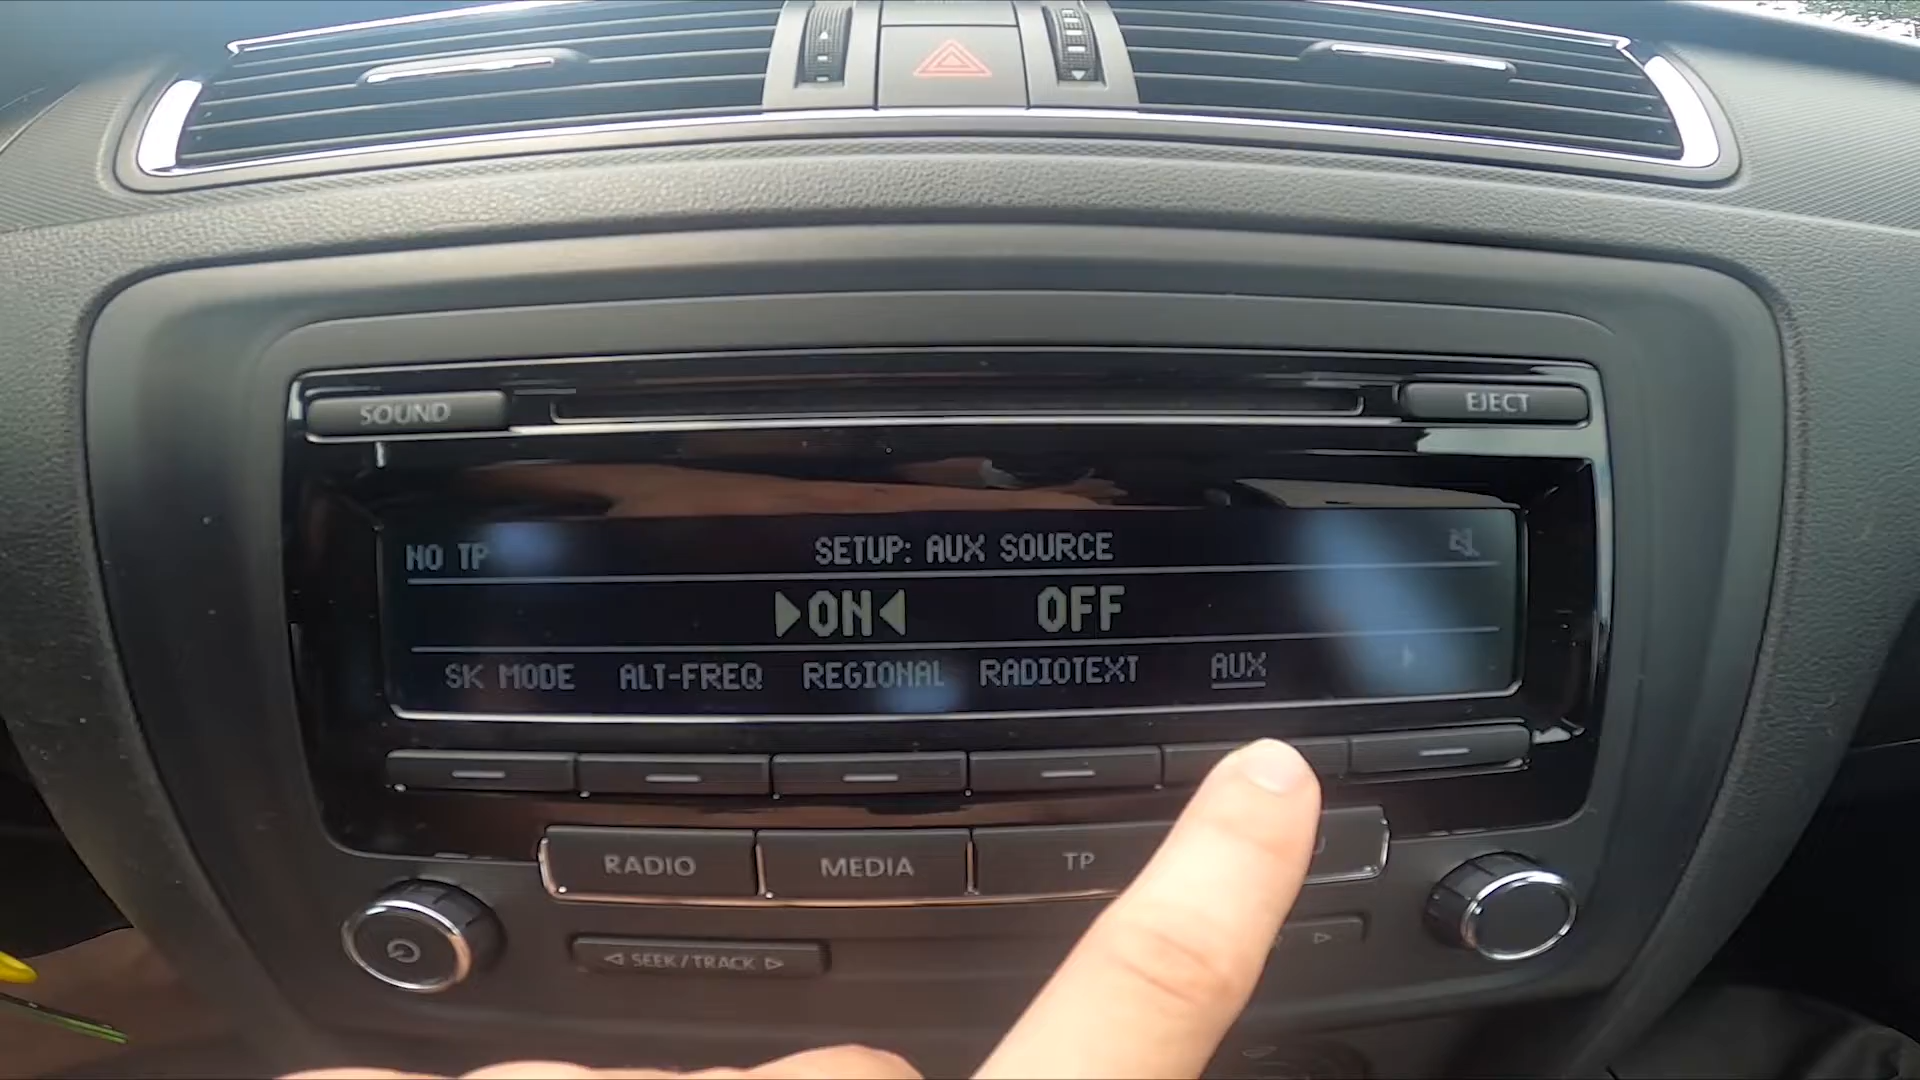 SOUND
EJECT
NO TP
SETUP: AUX SOURCE
ON OFF
SK MODE ALT-FREQ REGIONAL RADIOTEXT AUX
RADIO MEDIA TP
SEEK/TRACK